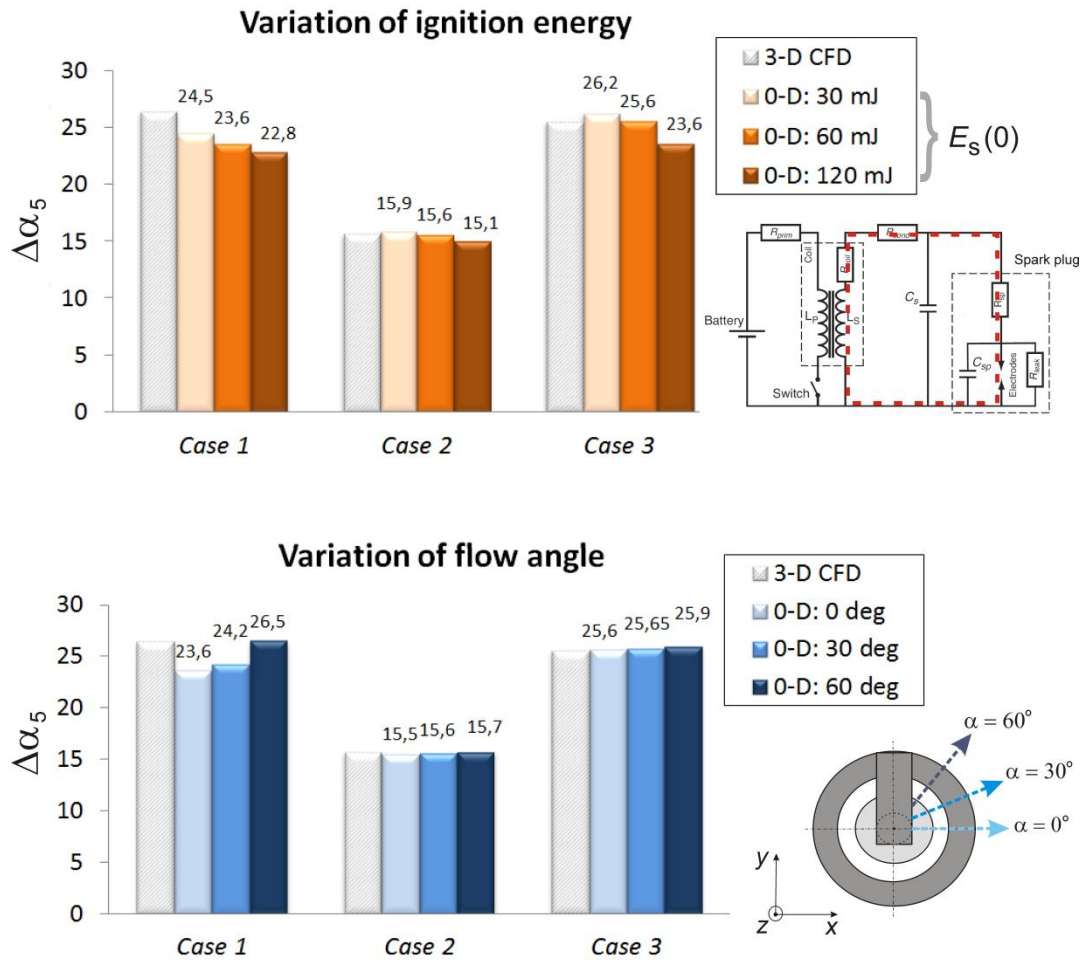 Variation of ignition energy
30
25
20
15
10
5
0
Δα5
24,5
23,6
22,8
15,9
15,6
15,1
26,2
25,6
23,6
Case 1
Case 2
Case 3
3-D CFD
0-D: 30 mJ
0-D: 60 mJ
0-D: 120 mJ
Es(0)
Rprim
Coil
Spark plug
Rsp
Battery
LP
LS
Cs
Csp
Electrodes
Rleak
Switch
Variation of flow angle
30
25
20
15
10
5
0
Δα5
23,6
24,2
26,5
15,5
15,6
15,7
25,6
25,65
25,9
Case 1
Case 2
Case 3
3-D CFD
0-D: 0 deg
0-D: 30 deg
0-D: 60 deg
α = 60°
α = 30°
α = 0°
y
z
x